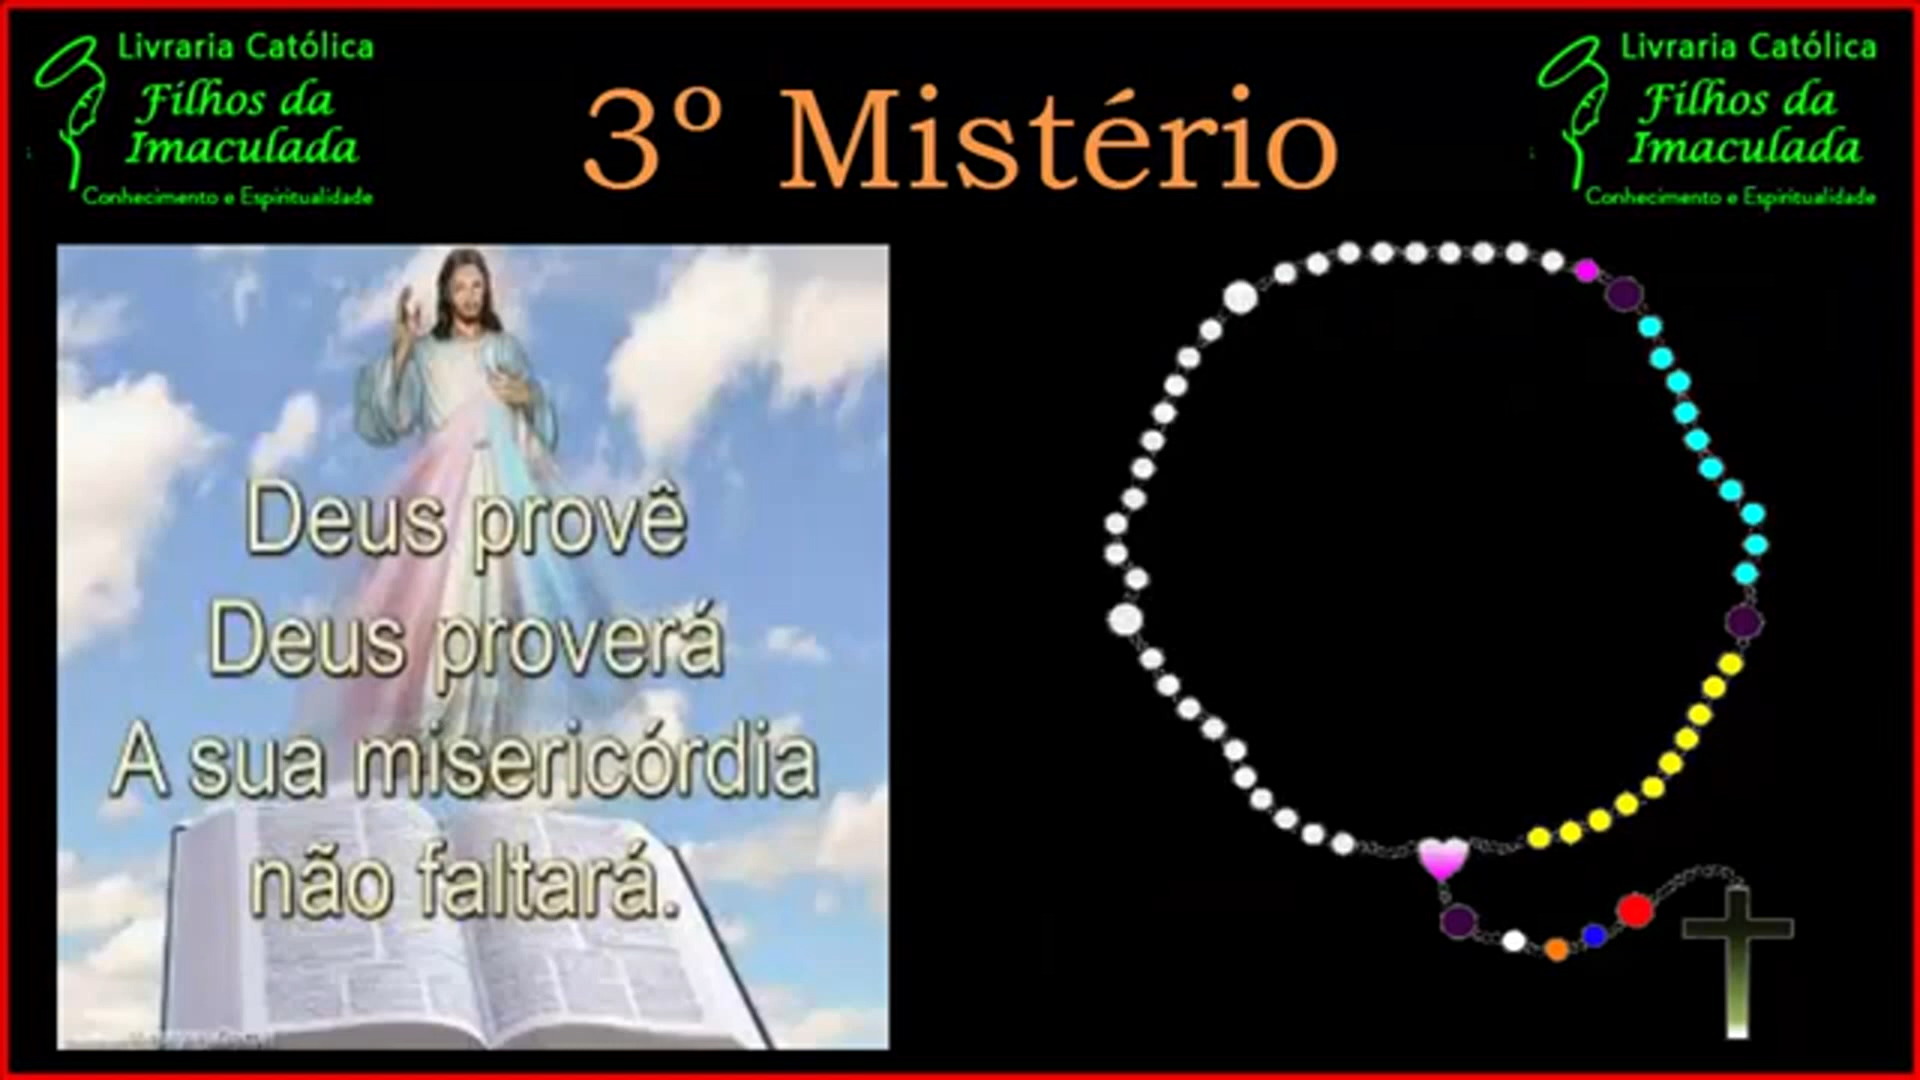 Livraria Católica
Filhos da
Imaculada
Conhecimento e Espiritualidade
3º Mistério
Livraria Católica
Filhos da
Imaculada
Conhecimento e Espiritualidade
Deus provê
Deus proverá
A sua misericórdia
não faltará.